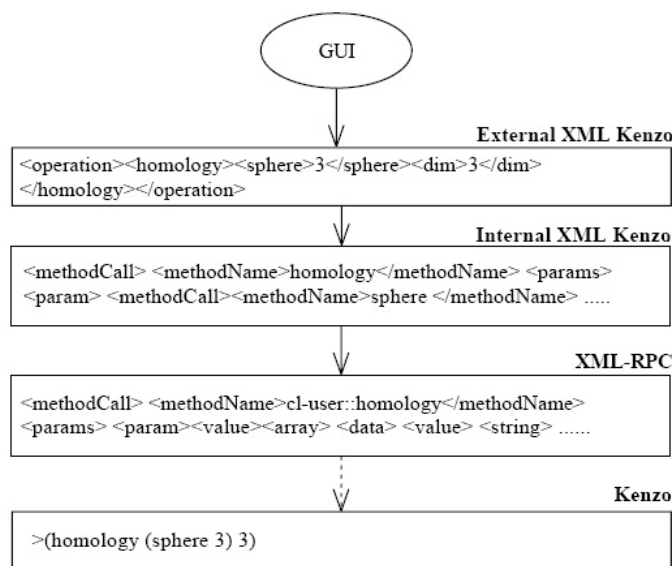 GUI
External XML Kenzo
<operation><homology><sphere>3</sphere><dim>3</dim>
</homology></operation>
Internal XML Kenzo
<methodCall> <methodName>homology</methodName> <params>
<param> <methodCall><methodName>sphere </methodName> .....
XML-RPC
<methodCall> <methodName>cl-user::homology</methodName>
<params> <param><value><array> <data> <value> <string> ......
Kenzo
>(homology (sphere 3) 3)